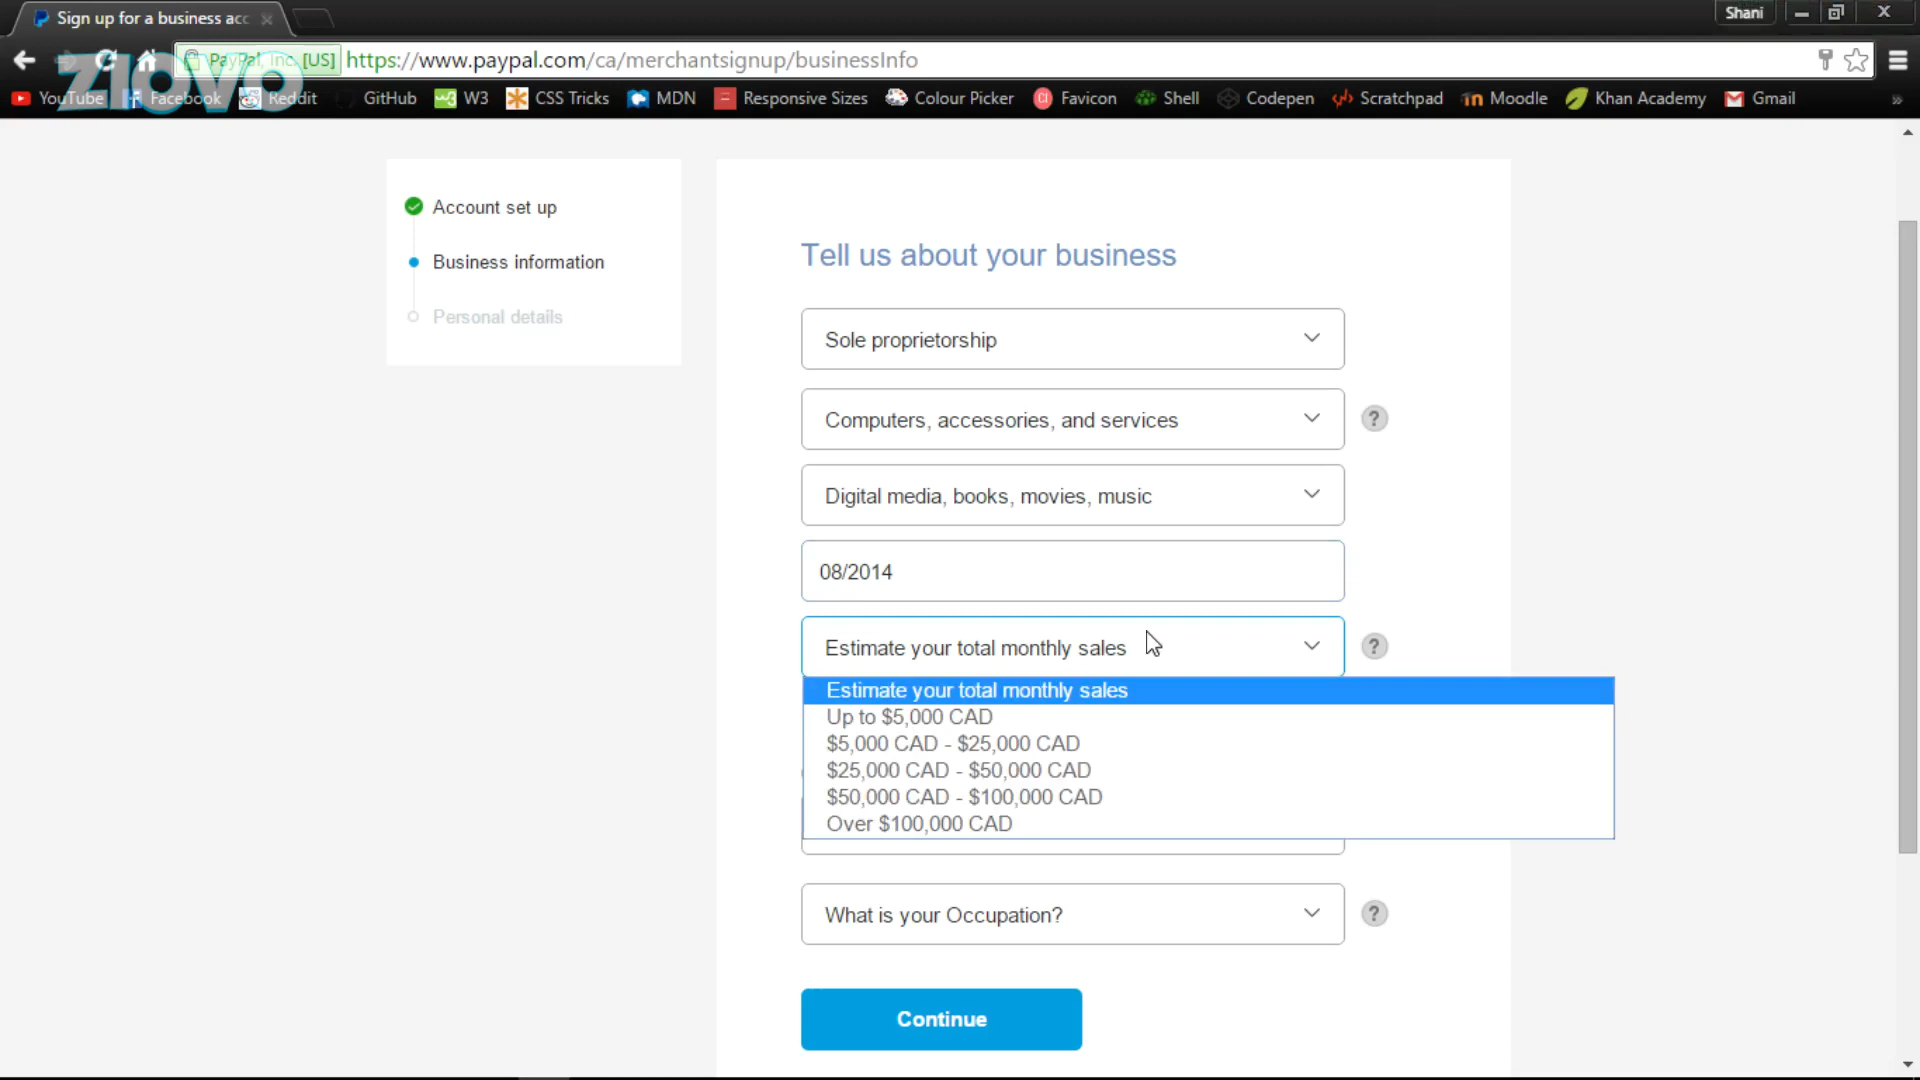 Sign up for a business acc
Shani
PayPal, Inc. [US]
https://www.paypal.com/ca/merchantsignup/businessInfo
ziovo
YouTube
Facebook
Reddit
GitHub
W3
CSS Tricks
MDN
Responsive Sizes
Colour Picker
Favicon
Shell
Codepen
Scratchpad
Moodle
Khan Academy
Gmail
Account set up
Business information
Personal details
Tell us about your business
Sole proprietorship
Computers, accessories, and services
?
Digital media, books, movies, music
08/2014
Estimate your total monthly sales
?
Estimate your total monthly sales
Up to $5,000 CAD
$5,000 CAD - $25,000 CAD
$25,000 CAD - $50,000 CAD
$50,000 CAD - $100,000 CAD
Over $100,000 CAD
What is your Occupation?
?
Continue